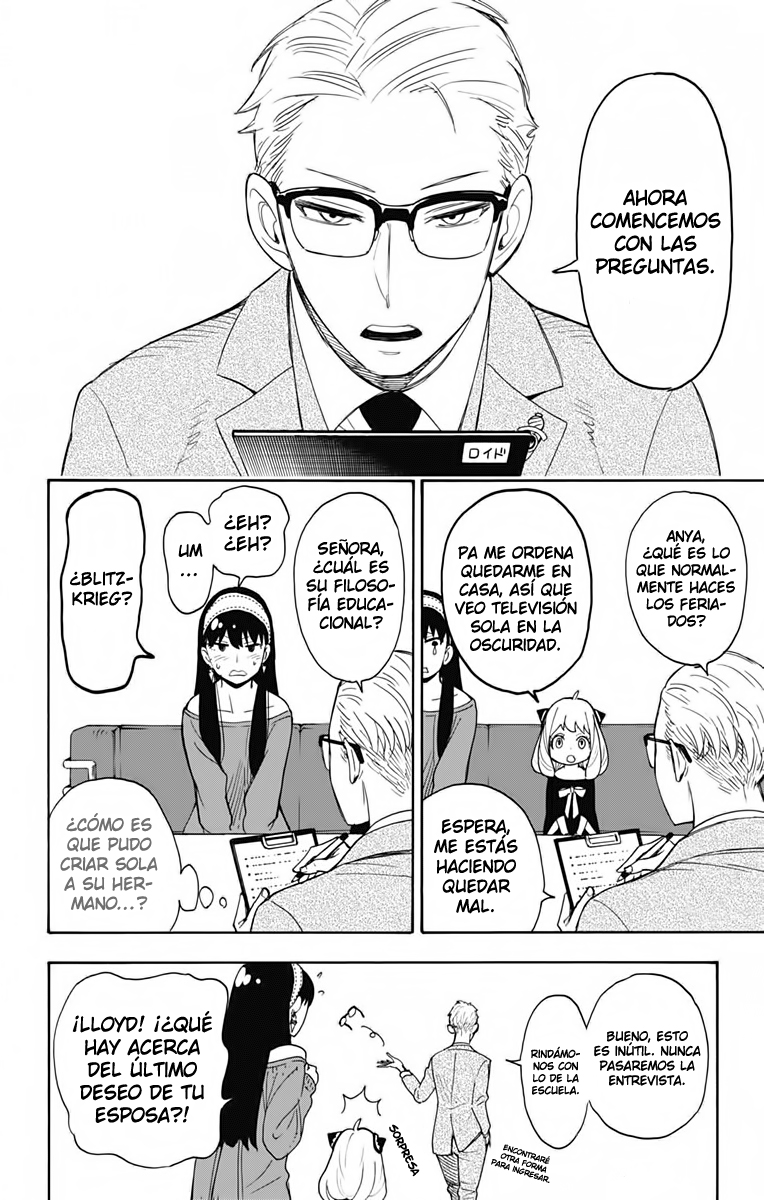 AHORA
COMENCEMOS
CON LAS
PREGUNTAS.
ロイド
ANYA,
¿QUÉ ES LO
QUE NORMAL-
MENTE HACES
LOS FERIA-
DOS?
PA ME ORDENA
QUEDARME EN
CASA, ASÍ QUE
VEO TELEVISIÓN
SOLA EN LA
OSCURIDAD.
ESPERA,
ME ESTÁS
HACIENDO
QUEDAR
MAL.
SEÑORA,
¿CUÁL ES
SU FILOSO-
FÍA EDUCA-
CIONAL?
¿EH?
¿EH?
UM
...
¿BLITZ-
KRIEG?
¿CÓMO ES
QUE PUDO
CRIAR SOLA
A SU HER-
MANO...?
BUENO, ESTO
ES INÚTIL. NUNCA
PASAREMOS LA
ENTREVISTA.
RINDÁMO-
NOS CON
LO DE LA
ESCUELA.
ENCONTRARÉ
OTRA FORMA
PARA INGRESAR.
SORPRESA
¡LLOYD! ¡¿QUÉ
HAY ACERCA
DEL ÚLTIMO
DESEO DE TU
ESPOSA?!